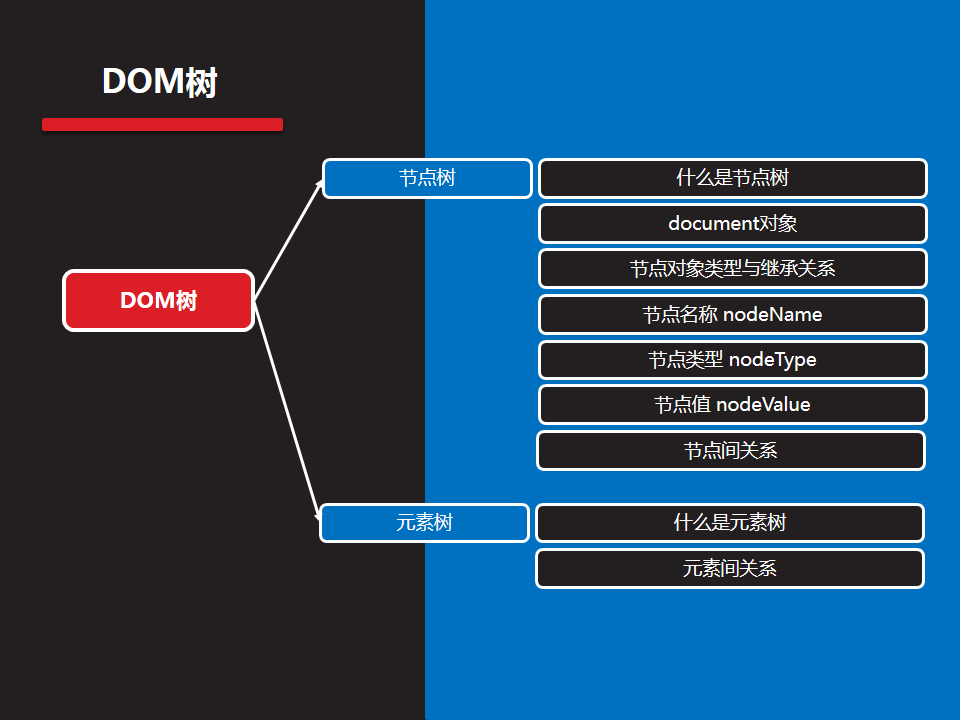 DOM树
节点树
什么是节点树
document对象
节点对象类型与继承关系
DOM树
节点名称 nodeName
节点类型 nodeType
节点值 nodeValue
节点间关系
元素树
什么是元素树
元素间关系